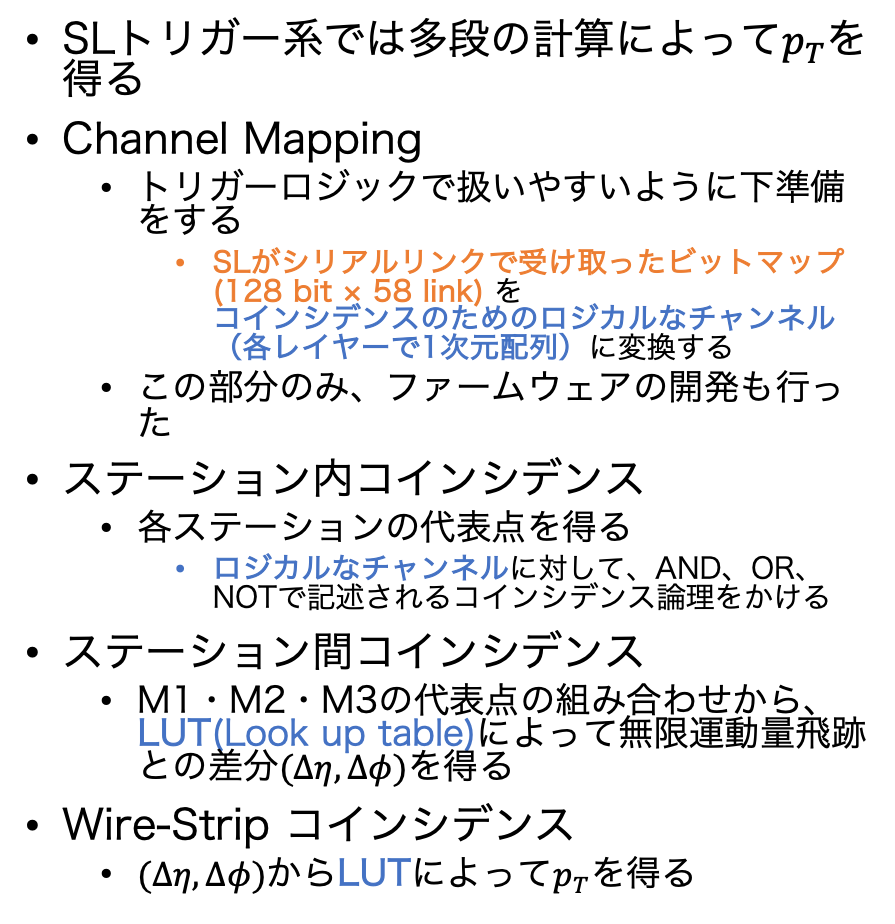 • SLトリガー系では多段の計算によってp_Tを
得る
• Channel Mapping
• トリガーロジックで扱いやすいように下準備
をする
• SLがシリアルリンクで受け取ったビットマップ
(128 bit × 58 link) を
コインシデンスのためのロジカルなチャンネル
（各レイヤーで1次元配列）に変換する
• この部分のみ、ファームウェアの開発も行っ
た
• ステーション内コインシデンス
• 各ステーションの代表点を得る
• ロジカルなチャンネルに対して、AND、OR、
NOTで記述されるコインシデンス論理をかける
• ステーション間コインシデンス
• M1・M2・M3の代表点の組み合わせから、
LUT(Look up table)によって無限運動量飛跡
との差分(Δη, Δϕ)を得る
• Wire-Strip コインシデンス
• (Δη, Δϕ)からLUTによってp_Tを得る